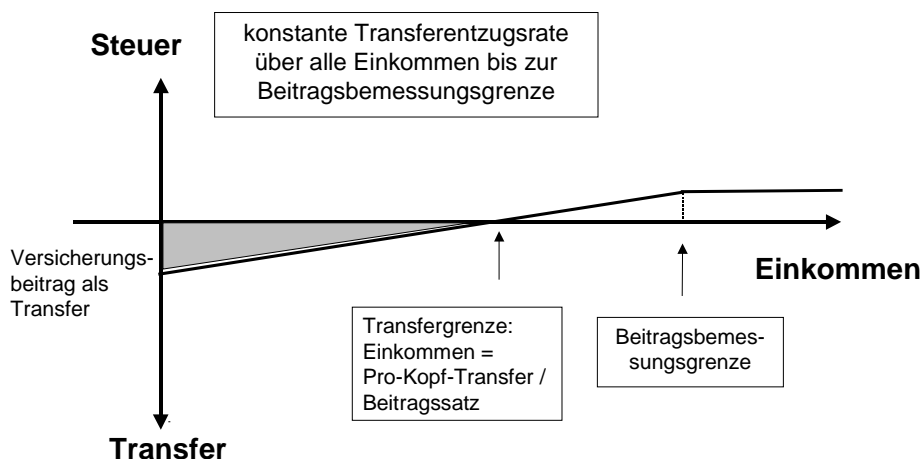 Steuer
konstante Transferentzugsrate
über alle Einkommen bis zur
Beitragsbemessungsgrenze
Versicherungs-
beitrag als
Transfer
Einkommen
Transfergrenze:
Einkommen =
Pro-Kopf-Transfer /
Beitragssatz
Beitragsbemes-
sungsgrenze
Transfer